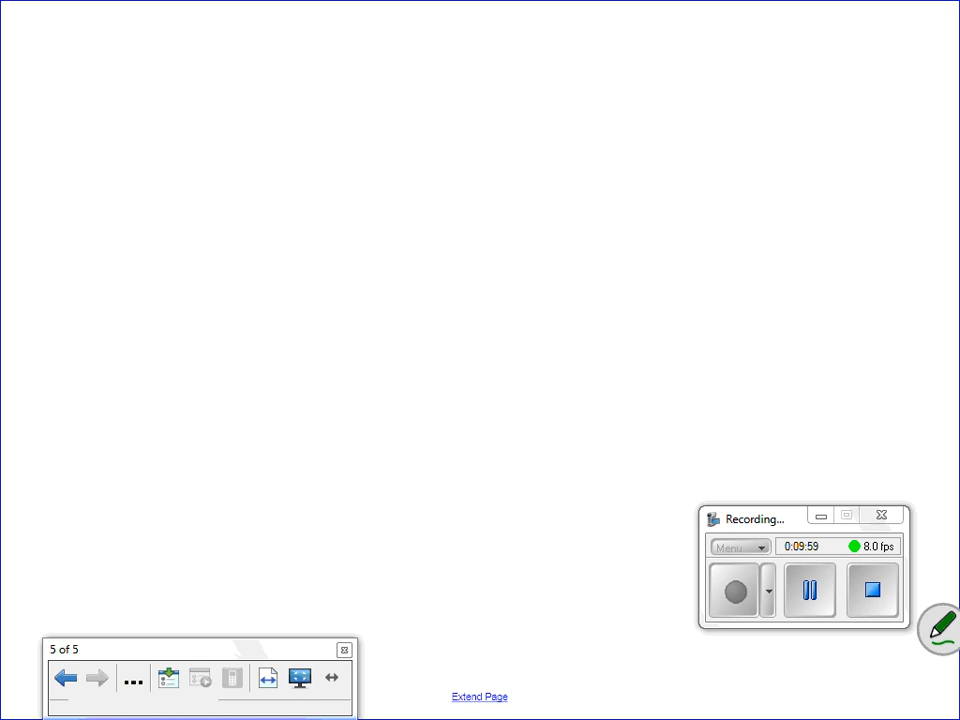 Recording...
Menu
0:09:59
8.0 fps
5 of 5
...
Extend Page